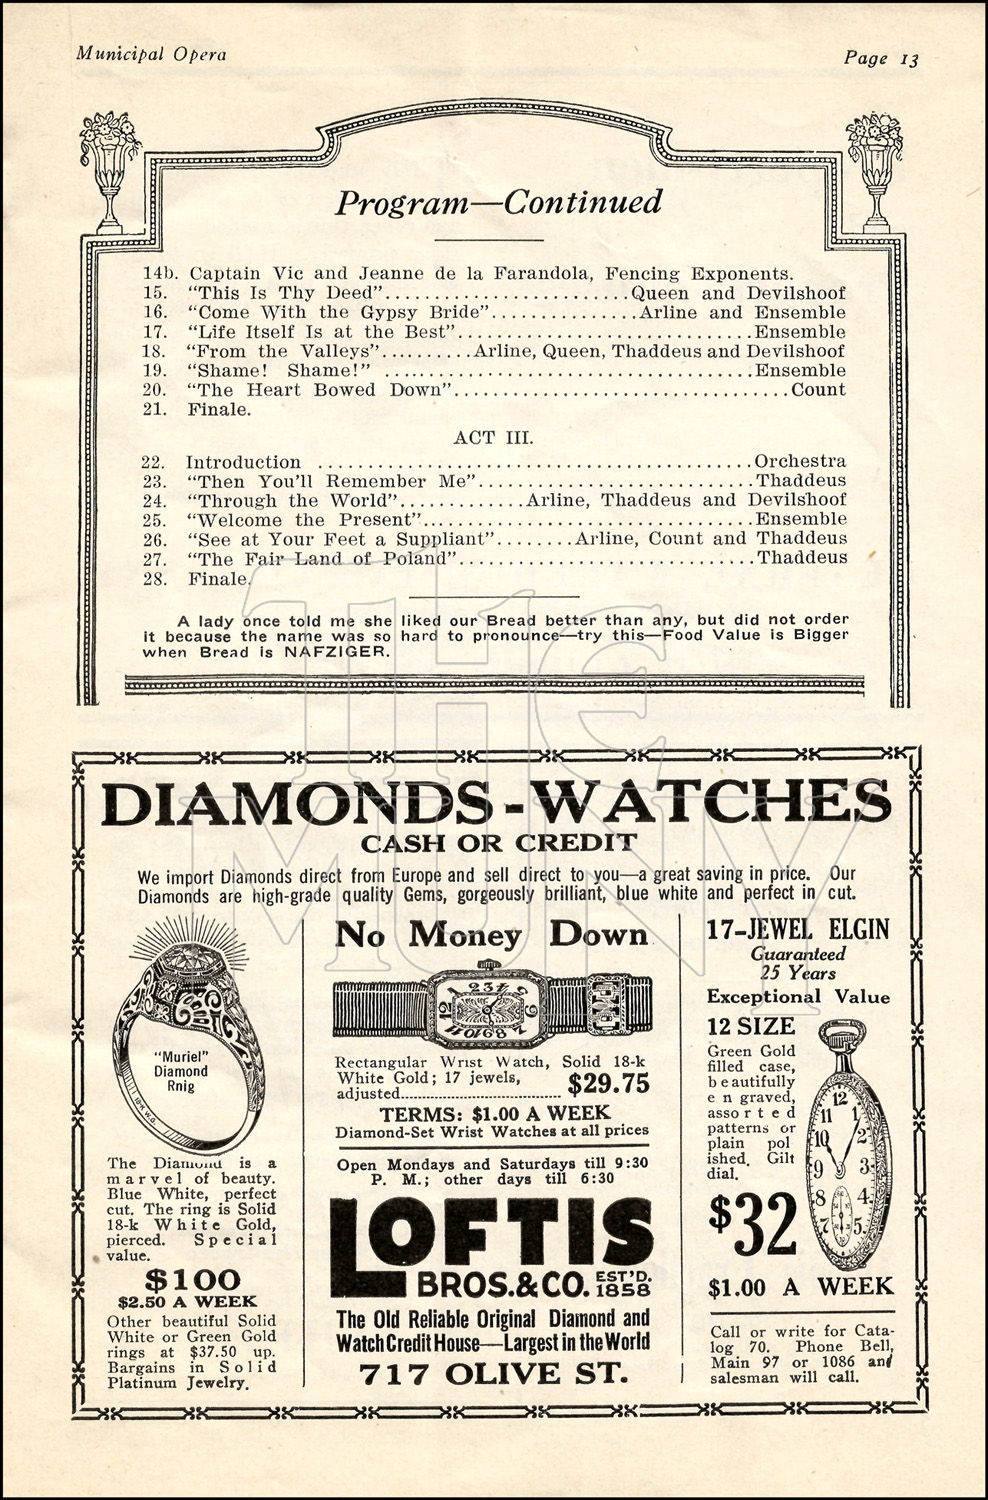 Municipal Opera
Page 13
Program—Continued
14b. Captain Vic and Jeanne de la Farandola, Fencing Exponents.
15. "This Is Thy Deed"........................Queen and Devilshoof
16. "Come With the Gypsy Bride"...............Arline and Ensemble
17. "Life Itself Is at the Best"..............................Ensemble
18. "From the Valleys".........Arline, Queen, Thaddeus and Devilshoof
19. "Shame! Shame!" .....................................Ensemble
20. "The Heart Bowed Down"..................................Count
21. Finale.
ACT III.
22. Introduction ...........................................Orchestra
23. "Then You'll Remember Me"............................Thaddeus
24. "Through the World".............Arline, Thaddeus and Devilshoof
25. "Welcome the Present".................................Ensemble
26. "See at Your Feet a Suppliant"........Arline, Count and Thaddeus
27. "The Fair Land of Poland"..............................Thaddeus
28. Finale.
A lady once told me she liked our Bread better than any, but did not order
it because the name was so hard to pronounce—try this—Food Value is Bigger
when Bread is NAFZIGER.
THE
MUNY
DIAMONDS-WATCHES
CASH OR CREDIT
We import Diamonds direct from Europe and sell direct to you—a great saving in price. Our
Diamonds are high-grade quality Gems, gorgeously brilliant, blue white and perfect in cut.
"Muriel"
Diamond
Rnig
The Diamond is a
marvel of beauty.
Blue White, perfect
cut. The ring is Solid
18-k White Gold,
pierced. Special
value.
$100
$2.50 A WEEK
Other beautiful Solid
White or Green Gold
rings at $37.50 up.
Bargains in Solid
Platinum Jewelry.
No Money Down
Rectangular Wrist Watch, Solid 18-k
White Gold; 17 jewels,
adjusted................................ $29.75
TERMS: $1.00 A WEEK
Diamond-Set Wrist Watches at all prices
Open Mondays and Saturdays till 9:30
P. M.; other days till 6:30
LOFTIS
BROS. & CO. EST'D. 1858
The Old Reliable Original Diamond and
Watch Credit House—Largest in the World
717 OLIVE ST.
17-JEWEL ELGIN
Guaranteed
25 Years
Exceptional Value
12 SIZE
Green Gold
filled case,
beautifully
engraved,
assorted
patterns or
plain pol
ished. Gilt
dial.
$32
$1.00 A WEEK
Call or write for Cata-
log 70. Phone Bell,
Main 97 or 1086 and
salesman will call.